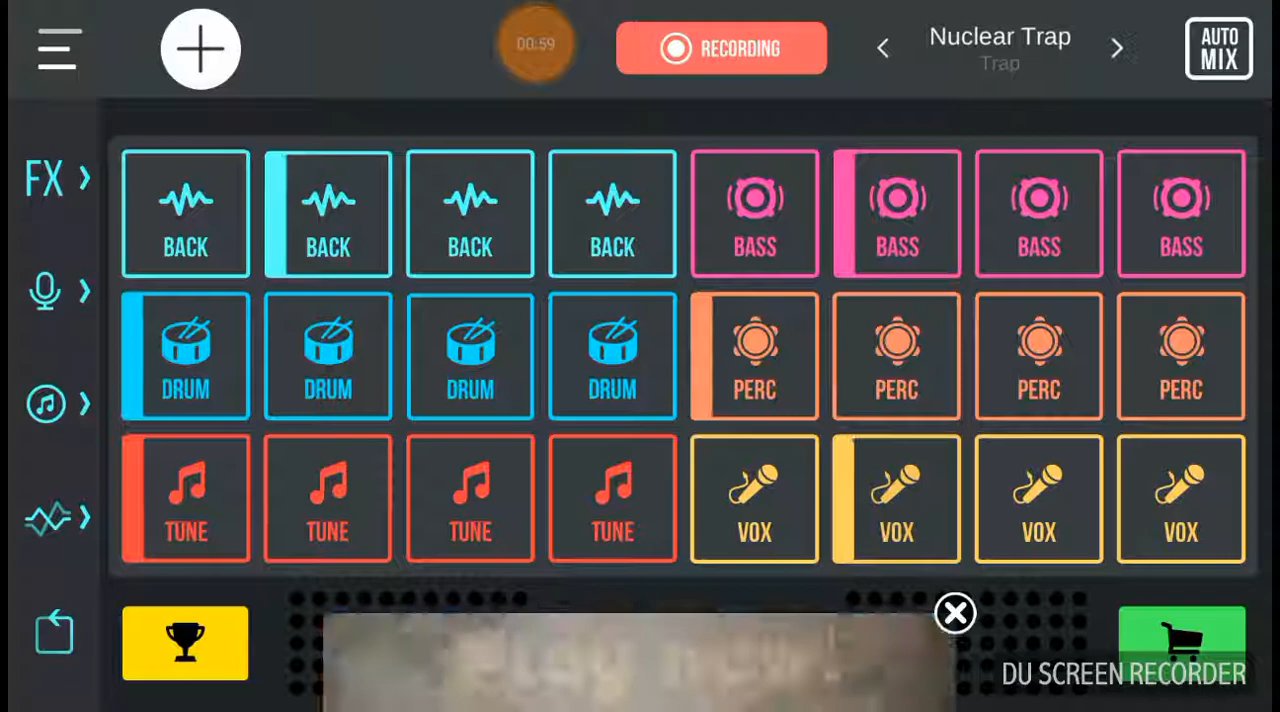 00:59
RECORDING
Nuclear Trap
Trap
AUTO
MIX
FX
BACK BACK BACK BACK BASS BASS BASS BASS
DRUM DRUM DRUM DRUM PERC PERC PERC PERC
TUNE TUNE TUNE TUNE VOX VOX VOX VOX
DU SCREEN RECORDER